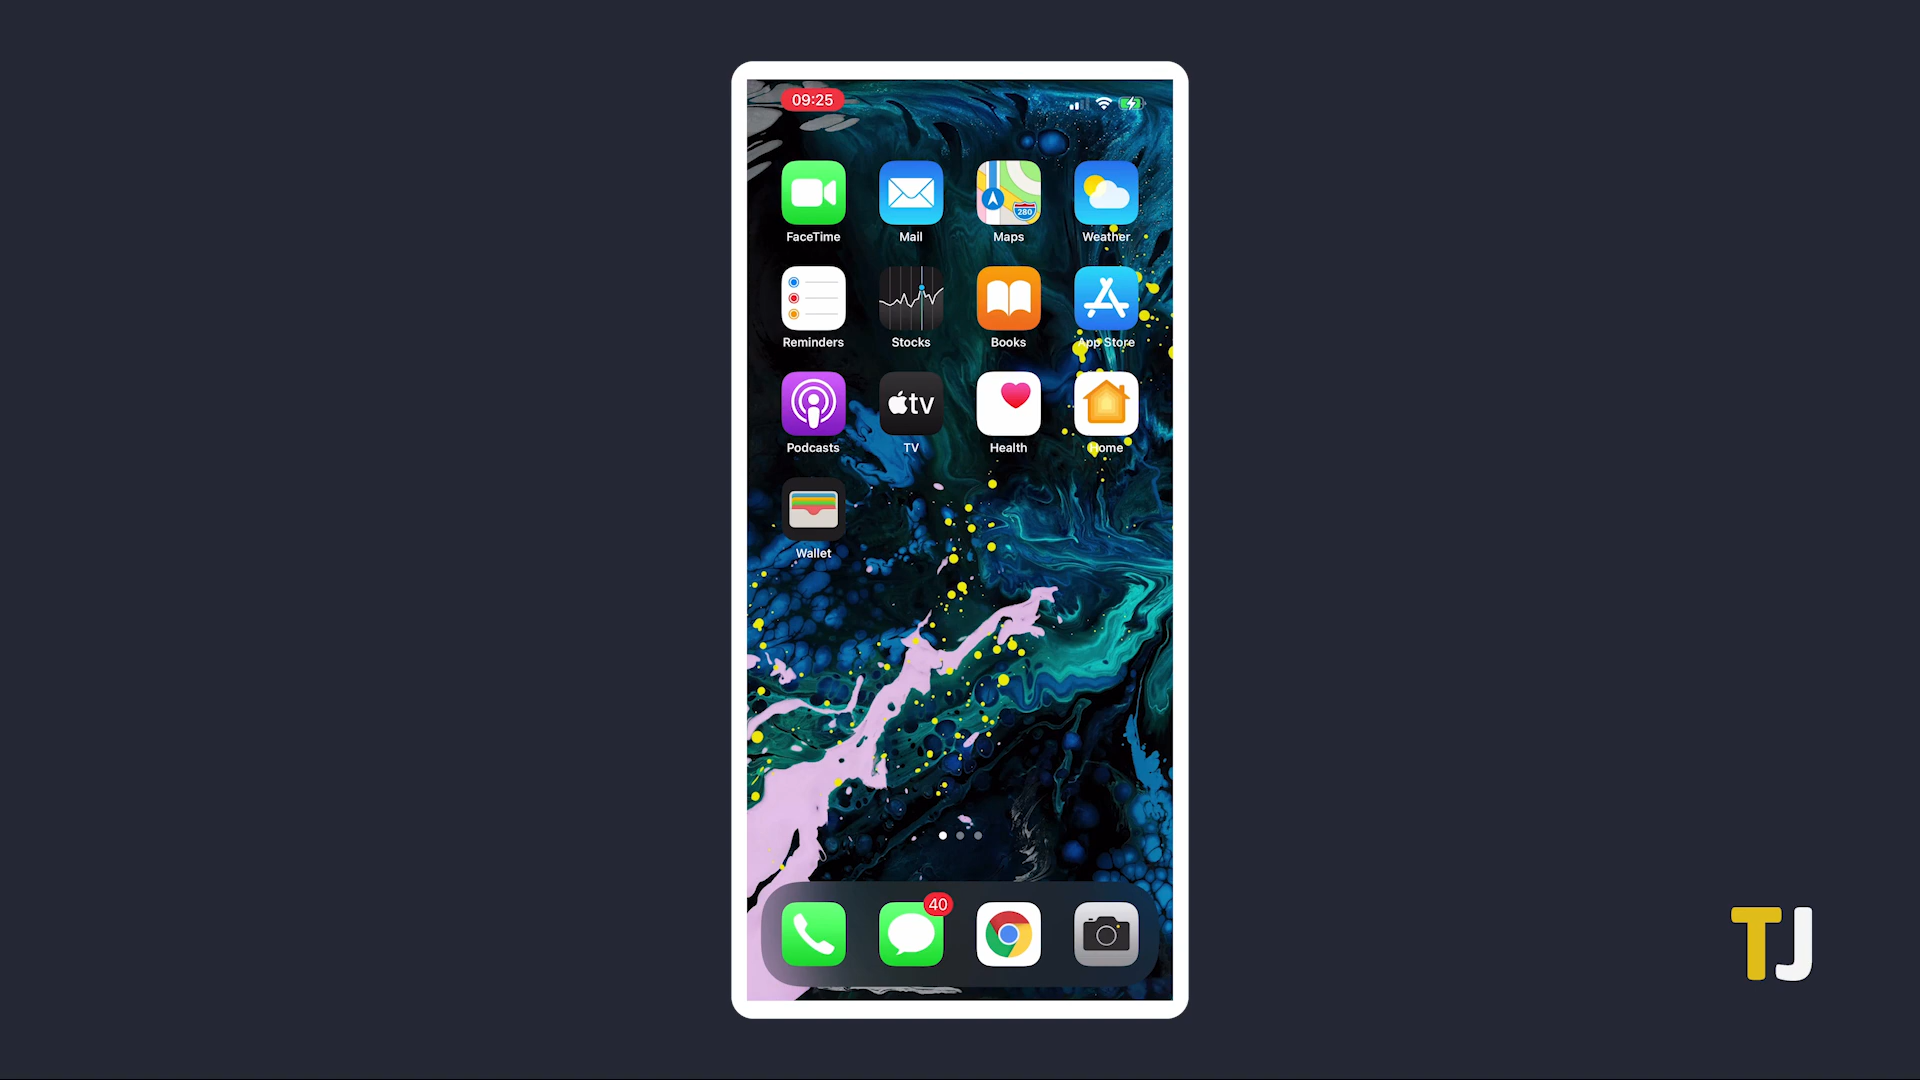 09:25
280
FaceTime Mail Maps Weather
Reminders Stocks Books App Store
tv
Podcasts TV Health Home
Wallet
40
TJ